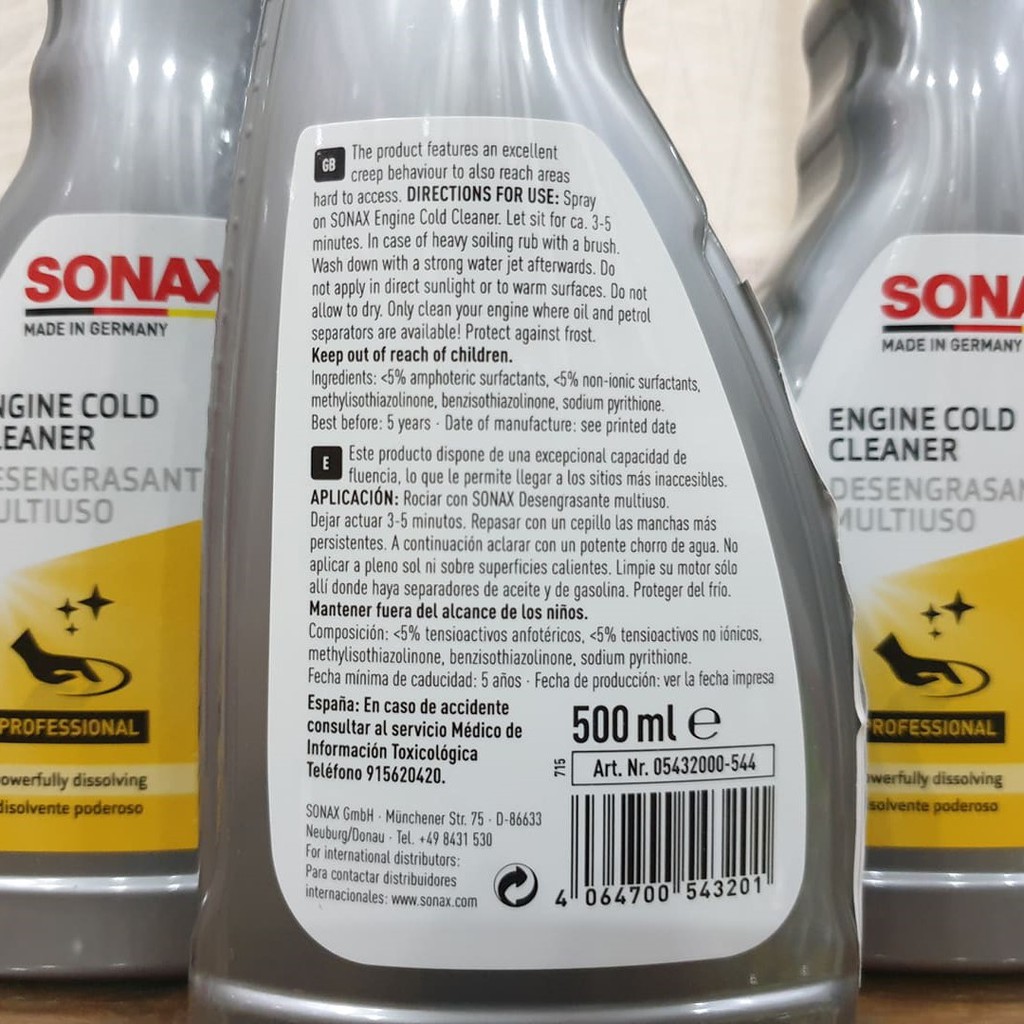 SONAX
MADE IN GERMANY
COLD
DESENGRASANT
PROFESSIONAL
powerfully dissolving
disolvente poderoso
GB
The product features an excellent
creep behaviour to also reach areas
hard to access. DIRECTIONS FOR USE: Spray
on SONAX Engine Cold Cleaner. Let sit for ca. 3-5
minutes. In case of heavy soiling rub with a brush.
Wash down with a strong water jet afterwards. Do
not apply in direct sunlight or to warm surfaces. Do not
allow to dry. Only clean your engine where oil and petrol
separators are available! Protect against frost.
Keep out of reach of children.
Ingredients: <5% amphoteric surfactants, <5% non-ionic surfactants,
methylisothiazolinone, benzisothiazolinone, sodium pyrithione.
Best before: 5 years · Date of manufacture: see printed date
E
Este producto dispone de una excepcional capacidad de
fluencia, lo que le permite llegar a los sitios más inaccesibles.
APLICACIÓN: Rociar con SONAX Desengrasante multiuso.
Dejar actuar 3-5 minutos. Repasar con un cepillo las manchas más
persistentes. A continuación aclarar con un potente chorro de agua. No
aplicar a pleno sol ni sobre superficies calientes. Limpie su motor sólo
allí donde haya separadores de aceite y de gasolina. Proteger del frío.
Mantener fuera del alcance de los niños.
Composición: <5% tensioactivos anfotéricos, <5% tensioactivos no iónicos,
methylisothiazolinone, benzisothiazolinone, sodium pyrithione.
Fecha mínima de caducidad: 5 años · Fecha de producción: ver la fecha impresa
España: En caso de accidente
consultar al servicio Médico de
Información Toxicológica
Teléfono 915620420.
500 ml ℮
715
Art. Nr. 05432000-544
SONAX GmbH · Münchener Str. 75 · D-86633
Neuburg/Donau · Tel. +49 8431 530
For international distributors:
Para contactar distribuidores
internacionales: www.sonax.com
4 064700 543201
SONA
MADE IN GERMANY
ENGINE COLD
CLEANER
DESENGRASAN
MULTIUSO
PROFESSIONAL
dissolving
poderoso